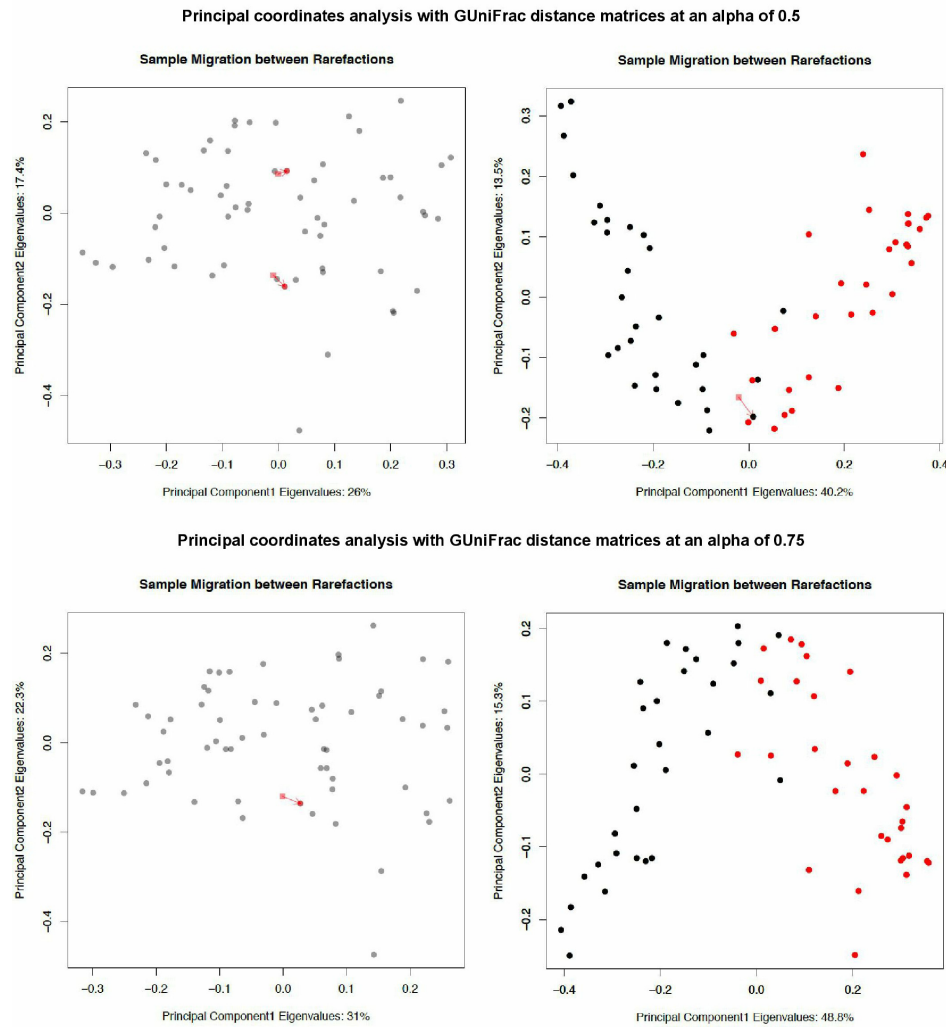 Principal coordinates analysis with GUniFrac distance matrices at an alpha of 0.5
Sample Migration between Rarefactions
Principal Component2 Eigenvalues: 17.4%
0.2
0.0
−0.2
−0.4
−0.3 −0.2 −0.1 0.0 0.1 0.2 0.3
Principal Component1 Eigenvalues: 26%
Sample Migration between Rarefactions
Principal Component2 Eigenvalues: 13.5%
0.3
0.2
0.1
0.0
−0.1
−0.2
−0.4 −0.2 0.0 0.2 0.4
Principal Component1 Eigenvalues: 40.2%
Principal coordinates analysis with GUniFrac distance matrices at an alpha of 0.75
Sample Migration between Rarefactions
Principal Component2 Eigenvalues: 22.3%
0.2
0.0
−0.2
−0.4
−0.3 −0.2 −0.1 0.0 0.1 0.2
Principal Component1 Eigenvalues: 31%
Sample Migration between Rarefactions
Principal Component2 Eigenvalues: 15.3%
0.2
0.1
0.0
−0.1
−0.2
−0.4 −0.2 0.0 0.2
Principal Component1 Eigenvalues: 48.8%